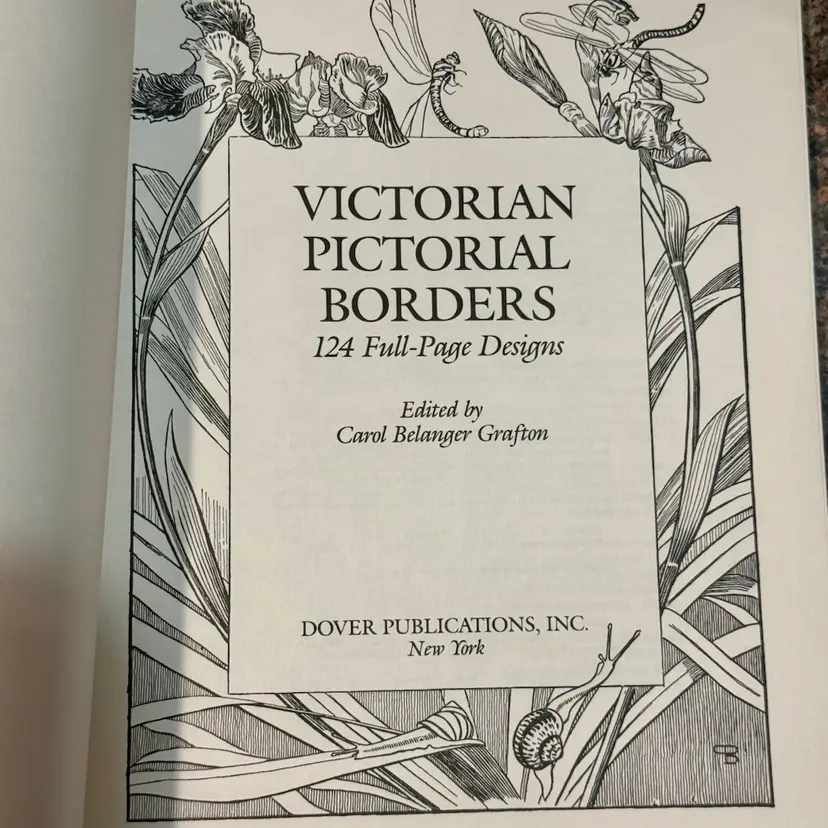 VICTORIAN
PICTORIAL
BORDERS
124 Full-Page Designs
Edited by
Carol Belanger Grafton
DOVER PUBLICATIONS, INC.
New York